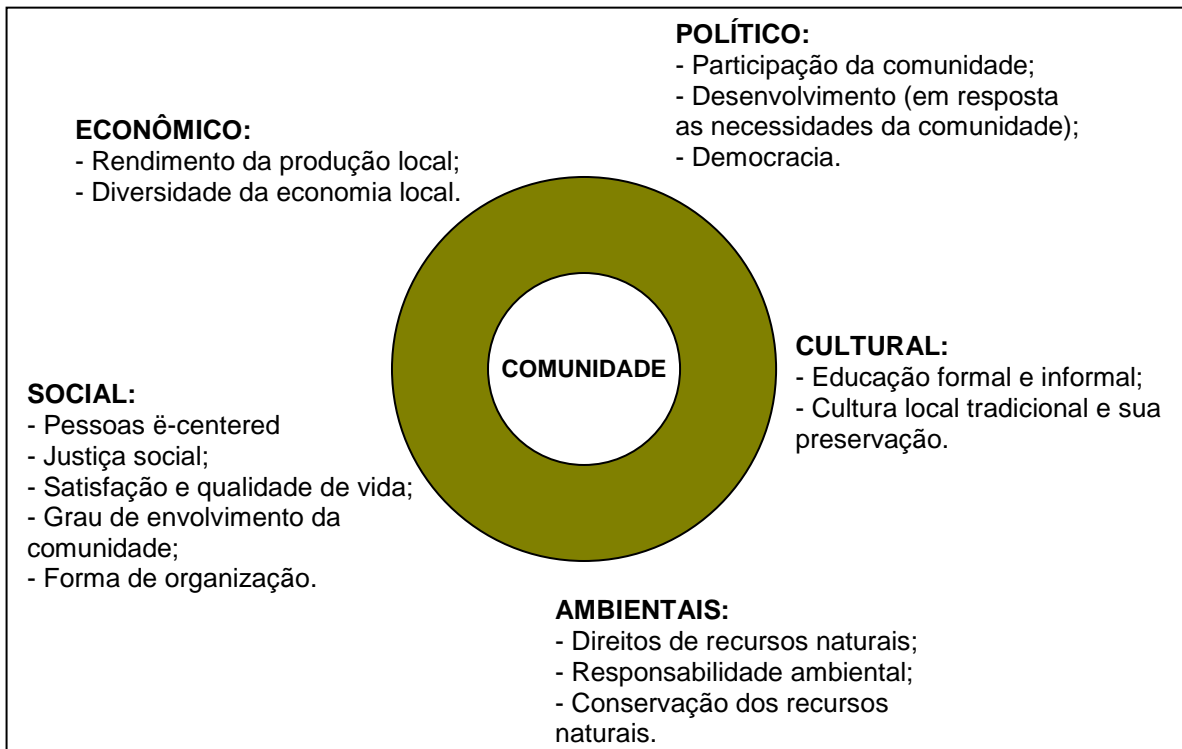 POLÍTICO:
- Participação da comunidade;
- Desenvolvimento (em resposta
as necessidades da comunidade);
- Democracia.
ECONÔMICO:
- Rendimento da produção local;
- Diversidade da economia local.
COMUNIDADE
CULTURAL:
- Educação formal e informal;
- Cultura local tradicional e sua
preservação.
SOCIAL:
- Pessoas ë-centered
- Justiça social;
- Satisfação e qualidade de vida;
- Grau de envolvimento da
comunidade;
- Forma de organização.
AMBIENTAIS:
- Direitos de recursos naturais;
- Responsabilidade ambiental;
- Conservação dos recursos
naturais.